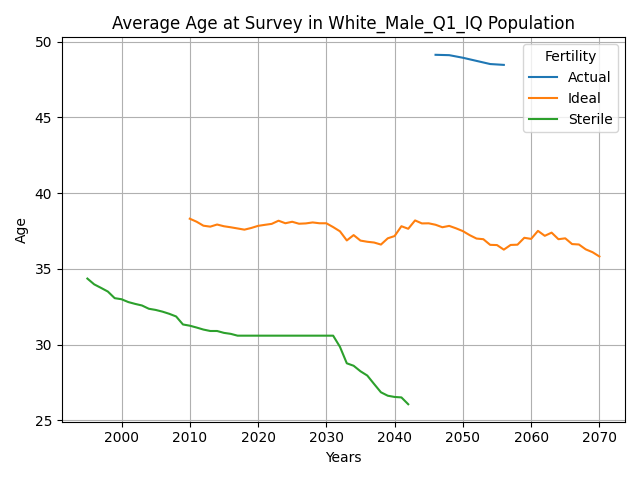 Average Age at Survey in White_Male_Q1_IQ Population
50
45
40
35
30
25
Age
Fertility
Actual
Ideal
Sterile
2000 2010 2020 2030 2040 2050 2060 2070
Years